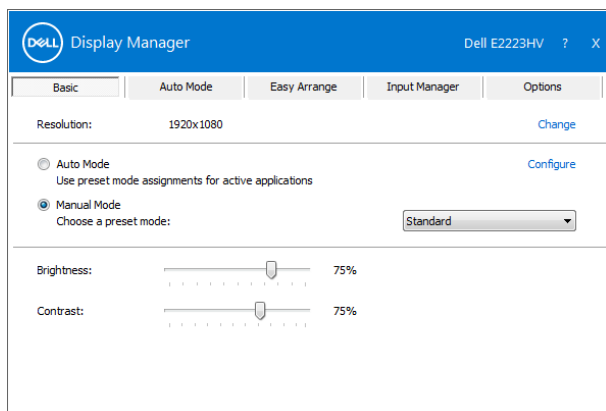 DELL Display Manager Dell E2223HV ? X
Basic Auto Mode Easy Arrange Input Manager Options
Resolution: 1920x1080 Change
Auto Mode Configure
Use preset mode assignments for active applications
Manual Mode
Choose a preset mode: Standard
Brightness: 75%
Contrast: 75%